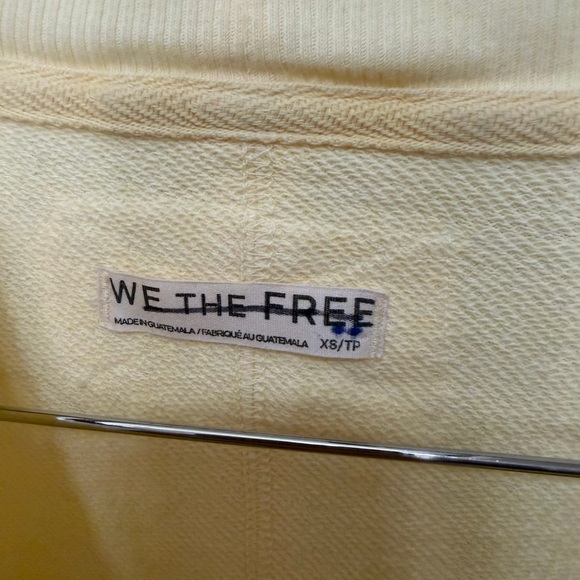 WE THE FREE
MADE IN GUATEMALA / FABRIQUÉ AU GUATEMALA XS/TP